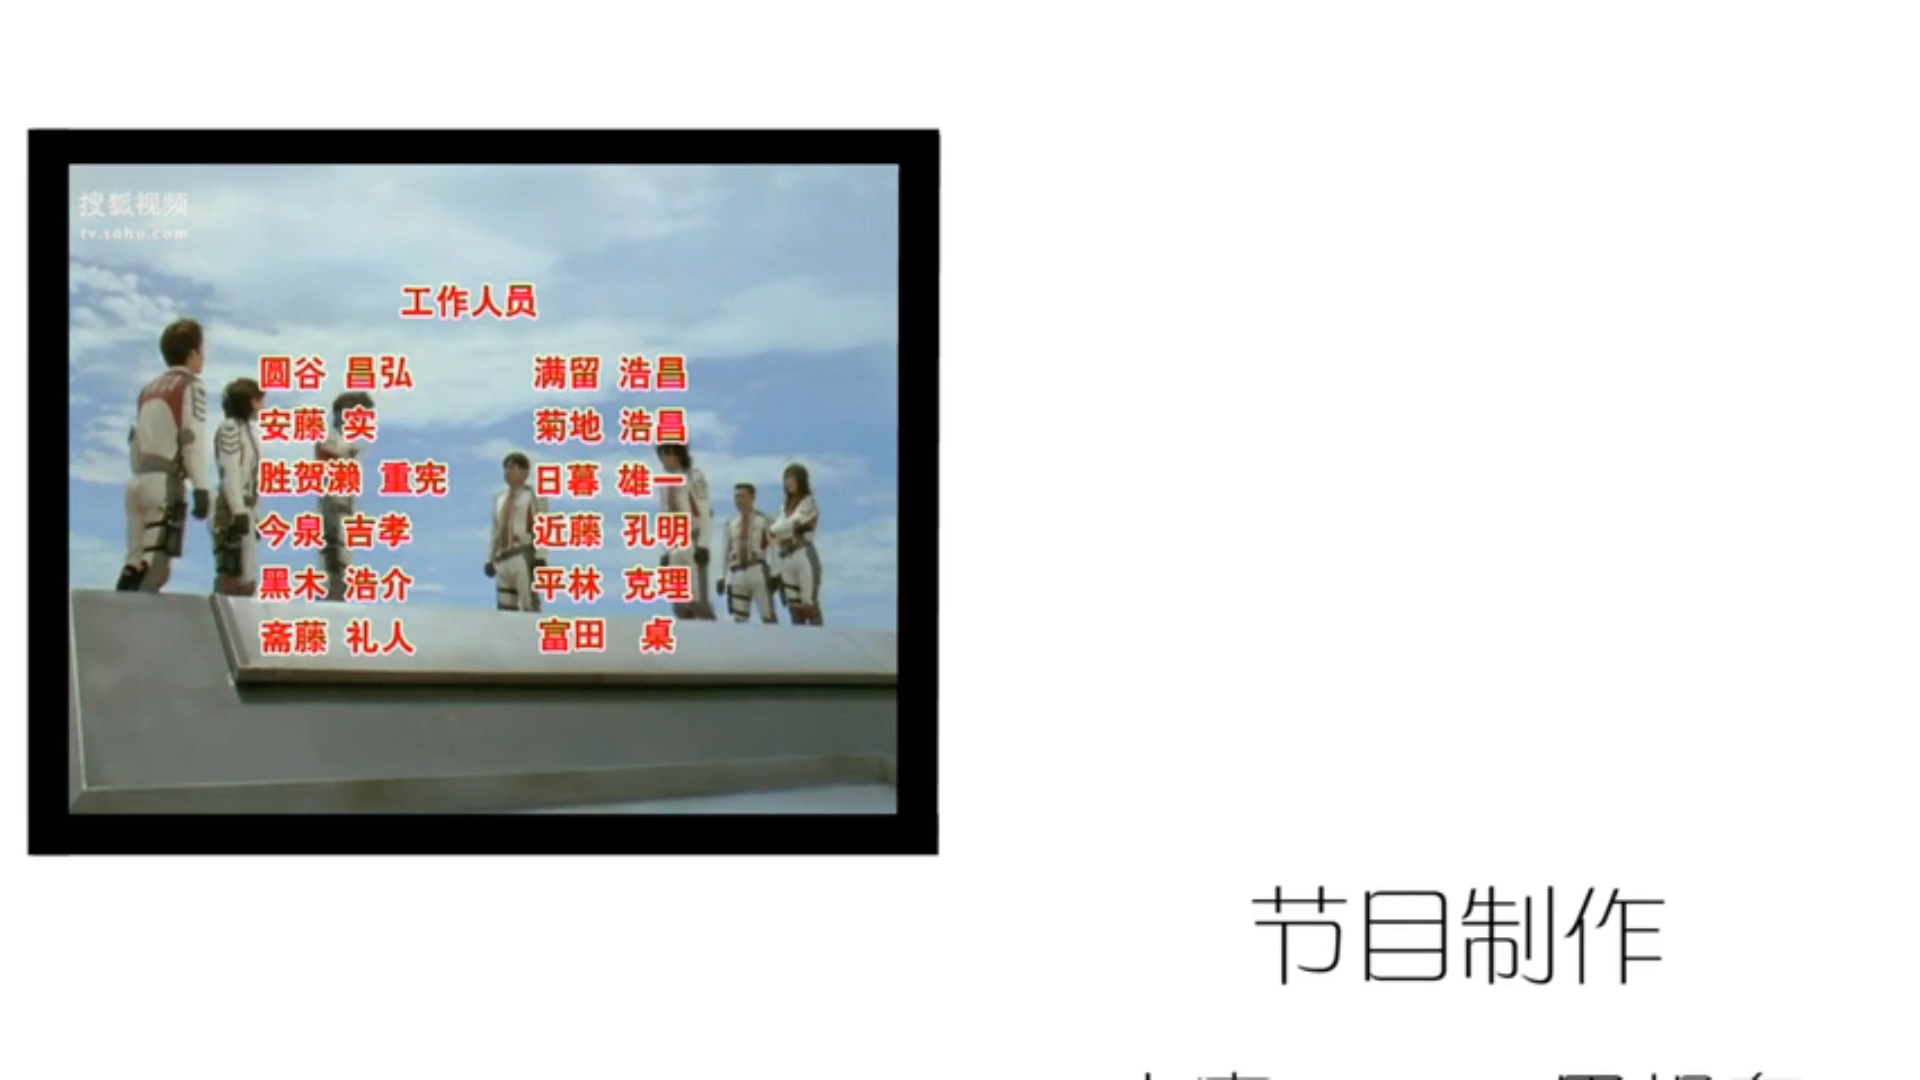 搜狐视频
tv.sohu.com
工作人员
圆谷 昌弘 满留 浩昌
安藤 实 菊地 浩昌
胜贺濑 重宪 日暮 雄一
今泉 吉孝 近藤 孔明
黑木 浩介 平林 克理
斋藤 礼人 富田 桌
节目制作